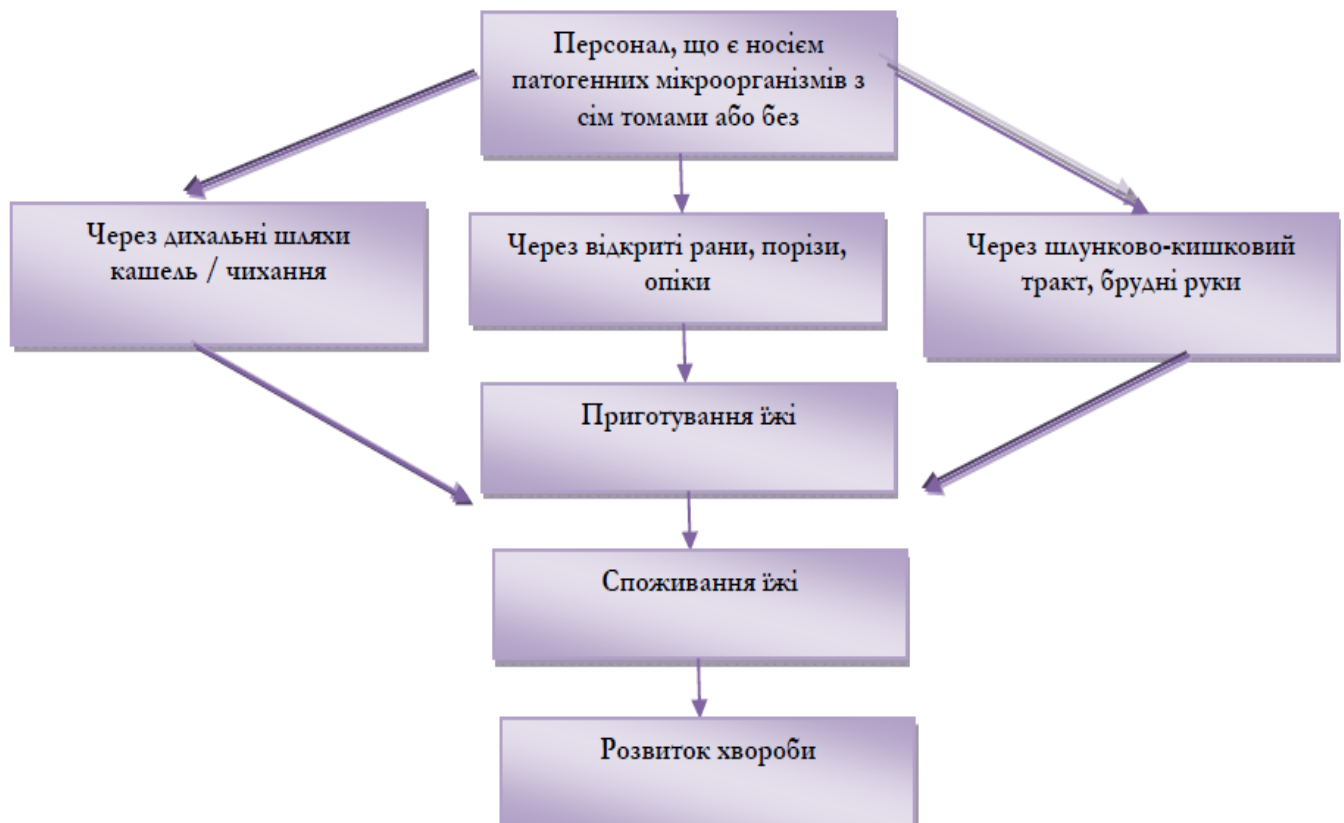 Персонал, що є носієм
патогенних мікроорганізмів з
сім томами або без
Через дихальні шляхи
кашель / чихання
Через відкриті рани, порізи,
опіки
Через шлунково-кишковий
тракт, брудні руки
Приготування їжі
Споживання їжі
Розвиток хвороби